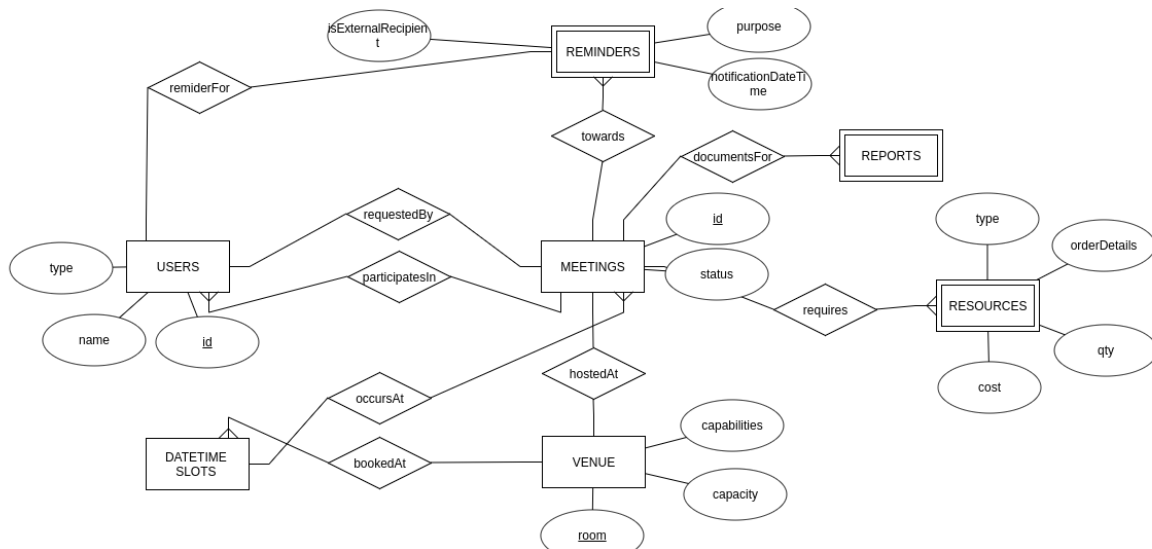 isExternalRecipien
t
purpose
REMINDERS
notificationDateTi
me
remiderFor
towards
documentsFor
REPORTS
requestedBy
id
type
orderDetails
type
USERS
participatesIn
MEETINGS
status
requires
RESOURCES
name
id
qty
hostedAt
cost
occursAt
capabilities
DATETIME
SLOTS
bookedAt
VENUE
capacity
room